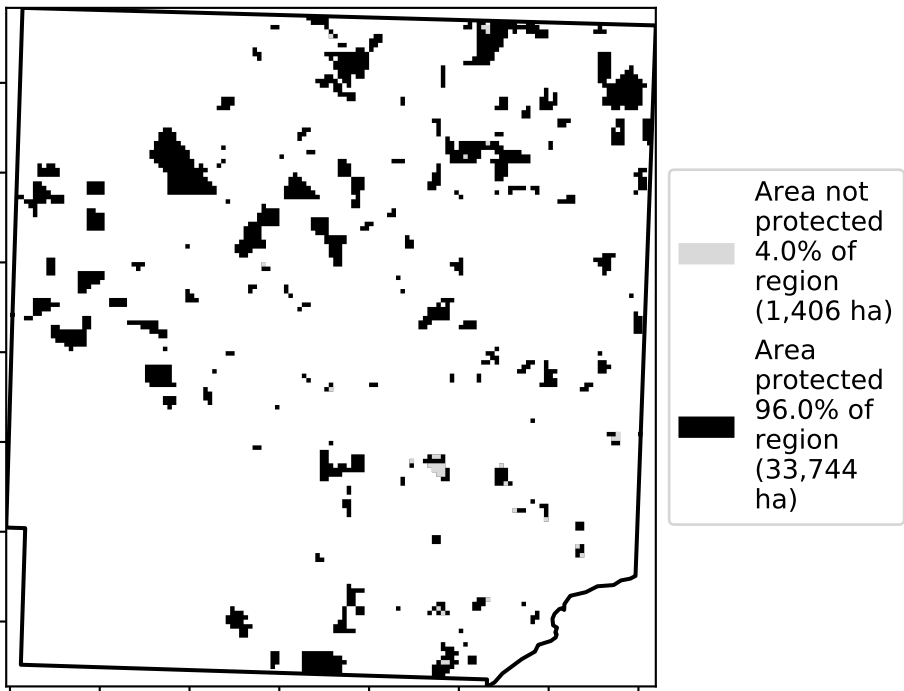 Area not
protected
4.0% of
region
(1,406 ha)
Area
protected
96.0% of
region
(33,744
ha)